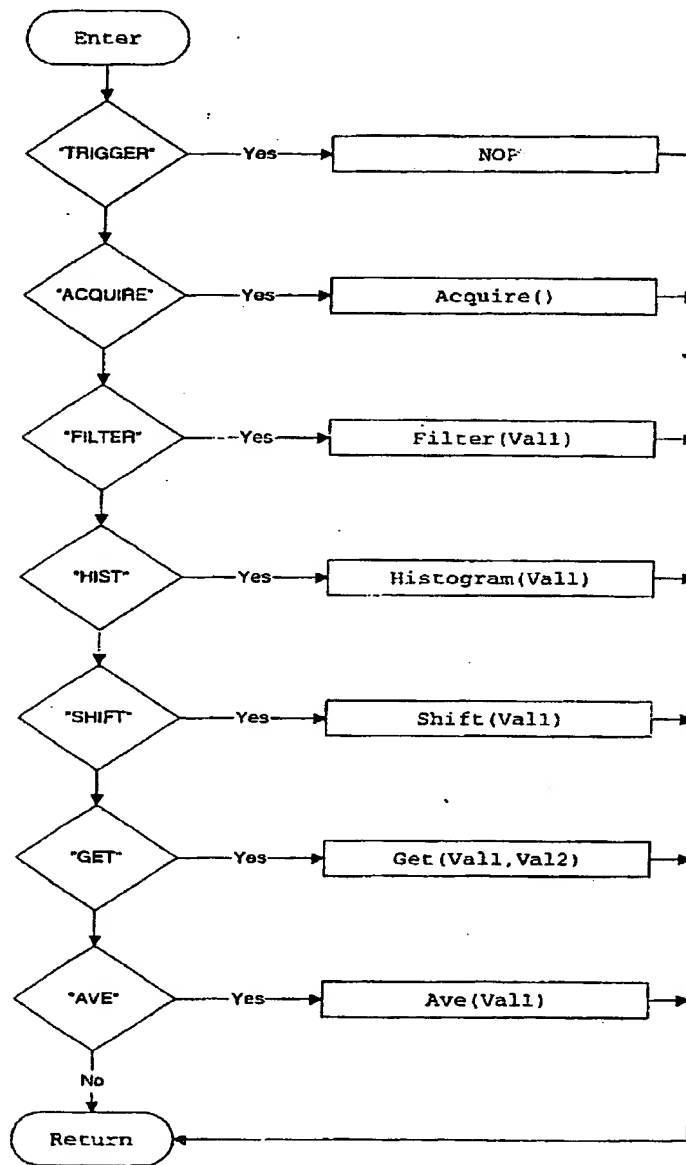 Enter
"TRIGGER" Yes NOP
"ACQUIRE" Yes Acquire()
"FILTER" Yes Filter(Val1)
"HIST" Yes Histogram(Val1)
"SHIFT" Yes Shift(Val1)
"GET" Yes Get(Val1,Val2)
"AVE" Yes Ave(Val1)
No
Return